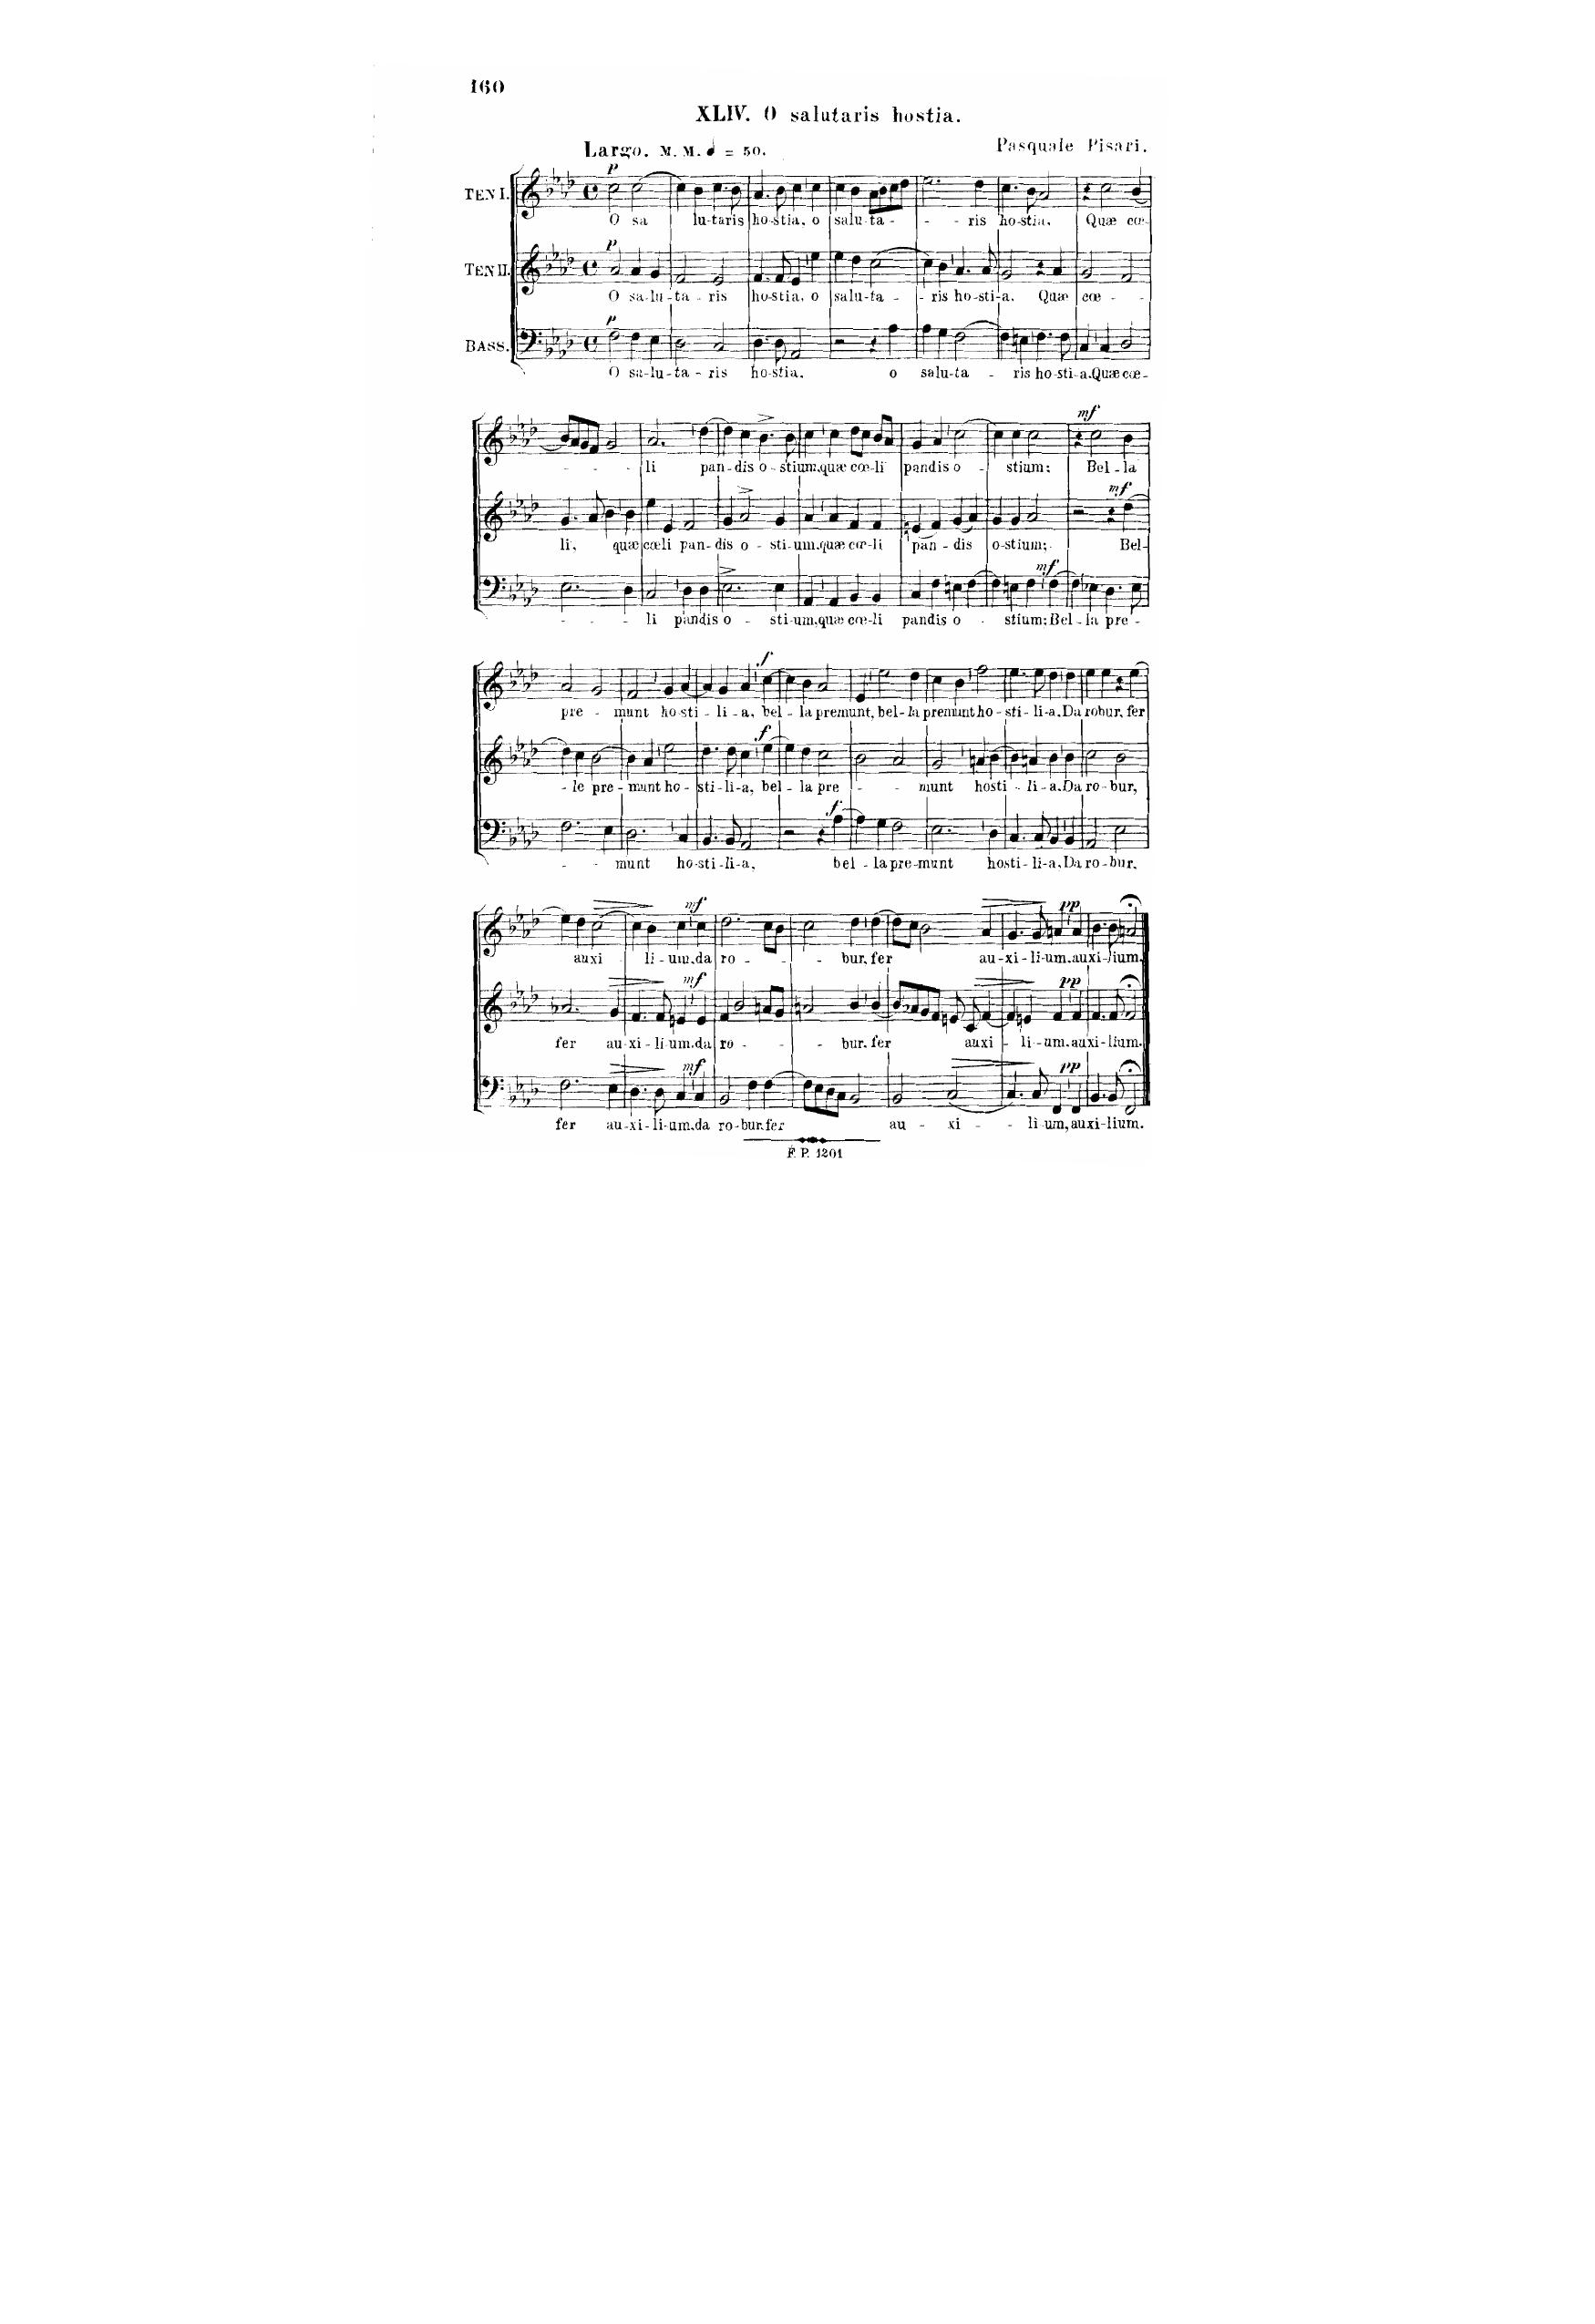 160
XLIV. O salutaris hostia.
Largo. M. M. = 50.
Pasquale Pisari.
p
TEN I.
O sa lu-taris ho-stia, o salu-ta - - - ris ho-stia. Quæ cœ-
p
TEN II.
O sa-lu-ta-ris ho-stia, o salu-ta - - ris ho-sti-a. Quæ cœ - -
p
BASS.
O sa-lu-ta-ris ho-stia. o salu-ta - ris ho-sti-a. Quæ cœ-
mf
- - - li pan-dis o-stium, quæ cœ-li pandis o- stium: Bel-la
mf
li, quæ cœli pan-dis o-sti-um, quæ cœ-li pan-dis o-stium; Bel-
mf
- - - li pandis o - sti-um, quæ cœ-li pandis o - stium: Bel-la pre-
f
pre - munt ho-sti-li-a, bel-la premunt, bel-la premunt ho-sti-li-a. Da robur, fer
f
- le pre-munt ho-sti-li-a, bel-la pre - - - munt hosti - li-a. Da ro-bur,
f
- - munt ho-sti-li-a, bel-la pre-munt hosti-li-a. Da ro-bur.
mf pp
auxi li-um. da ro - - - - bur. fer au-xi-li-um. auxi-lium.
mf pp
fer au-xi-li-um. da ro - - - - bur. fer auxi - li-um. auxi-lium.
mf pp
fer au-xi-li-um. da ro-bur. fer au - xi - - li-um, auxi-lium.
F. P. 1201